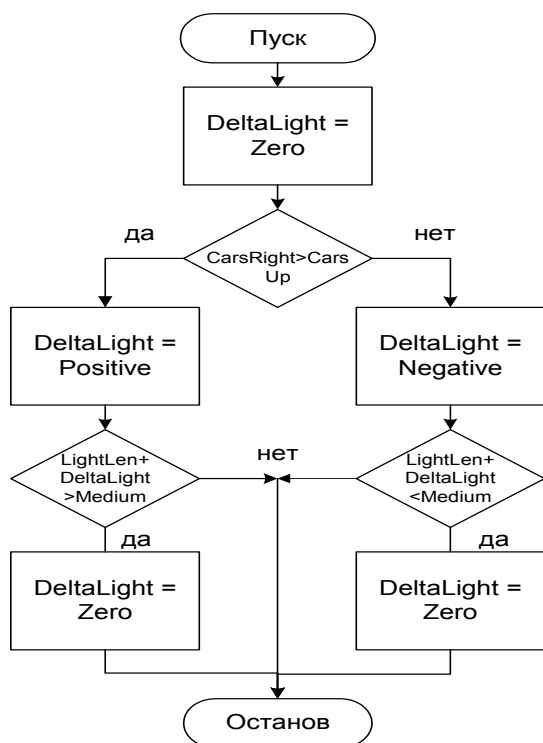 Пуск
DeltaLight =
Zero
да
нет
CarsRight>Cars
Up
DeltaLight =
Positive
DeltaLight =
Negative
нет
LightLen+
DeltaLight
>Medium
LightLen+
DeltaLight
<Medium
да
да
DeltaLight =
Zero
DeltaLight =
Zero
Останов